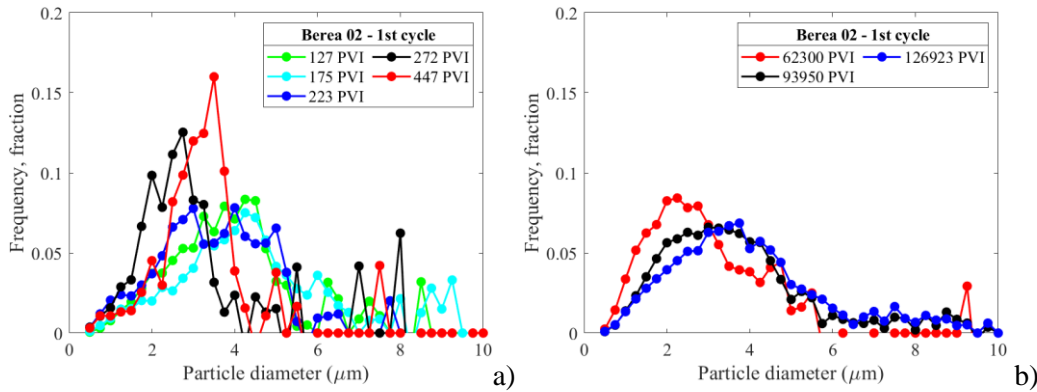 Berea 02 - 1st cycle
127 PVI
272 PVI
175 PVI
447 PVI
223 PVI
0.2
0.15
0.1
0.05
0
Frequency, fraction
0 2 4 6 8 10
Particle diameter (μm)
a)
Berea 02 - 1st cycle
62300 PVI
126923 PVI
93950 PVI
0.2
0.15
0.1
0.05
0
Frequency, fraction
0 2 4 6 8 10
Particle diameter (μm)
b)